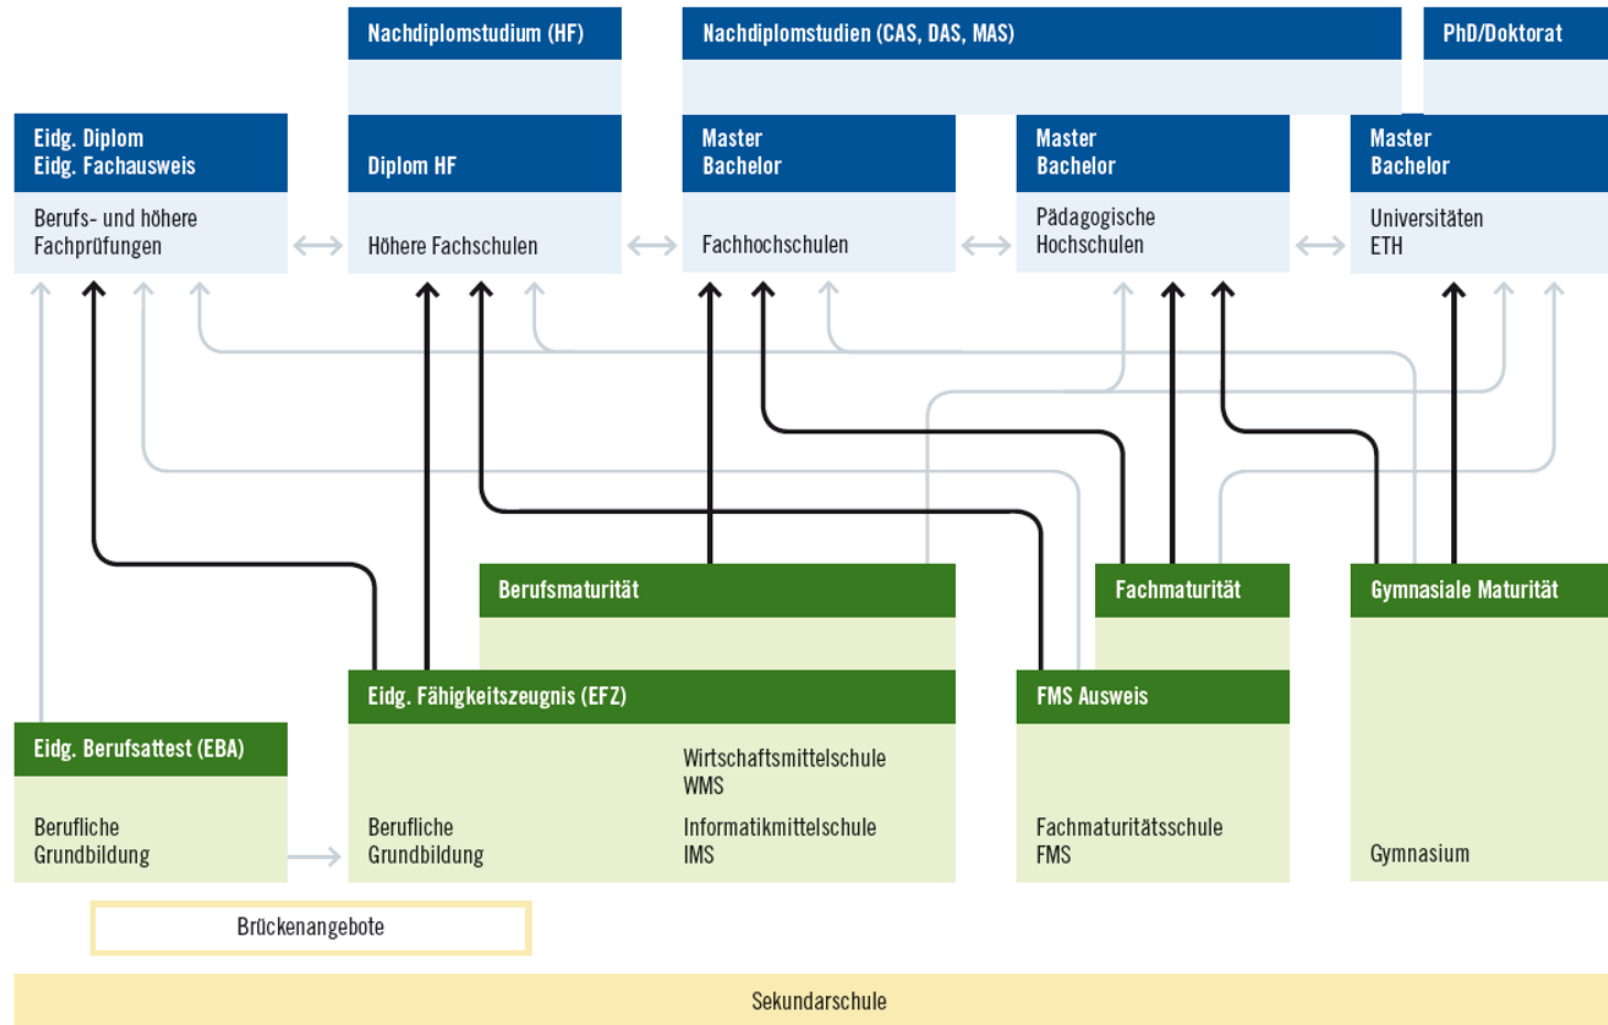 Nachdiplomstudium (HF)
Nachdiplomstudien (CAS, DAS, MAS)
PhD/Doktorat
Eidg. Diplom
Eidg. Fachausweis
Diplom HF
Master
Bachelor
Master
Bachelor
Master
Bachelor
Berufs- und höhere
Fachprüfungen
Höhere Fachschulen
Fachhochschulen
Pädagogische
Hochschulen
Universitäten
ETH
Berufsmaturität
Fachmaturität
Gymnasiale Maturität
Eidg. Fähigkeitszeugnis (EFZ)
FMS Ausweis
Eidg. Berufsattest (EBA)
Berufliche
Grundbildung
Berufliche
Grundbildung
Wirtschaftsmittelschule
WMS
Informatikmittelschule
IMS
Fachmaturitätsschule
FMS
Gymnasium
Brückenangebote
Sekundarschule